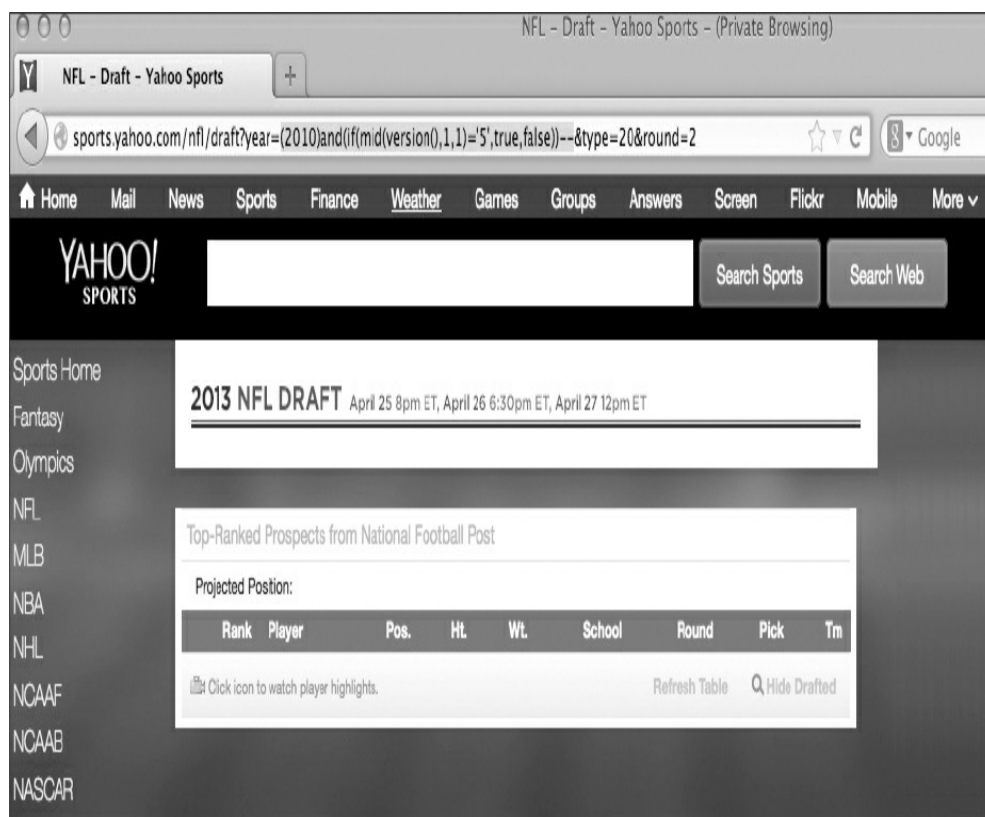 NFL – Draft – Yahoo Sports – (Private Browsing)
NFL – Draft – Yahoo Sports
sports.yahoo.com/nfl/draft?year=(2010)and(if(mid(version(),1,1)='5',true,false))--&type=20&round=2
Google
Home Mail News Sports Finance Weather Games Groups Answers Screen Flickr Mobile More
YAHOO!
SPORTS
Search Sports Search Web
Sports Home
Fantasy
Olympics
NFL
MLB
NBA
NHL
NCAAF
NCAAB
NASCAR
2013 NFL DRAFT April 25 8pm ET, April 26 6:30pm ET, April 27 12pm ET
Top-Ranked Prospects from National Football Post
Projected Position:
Rank Player Pos. Ht. Wt. School Round Pick Tm
Click icon to watch player highlights. Refresh Table Hide Drafted